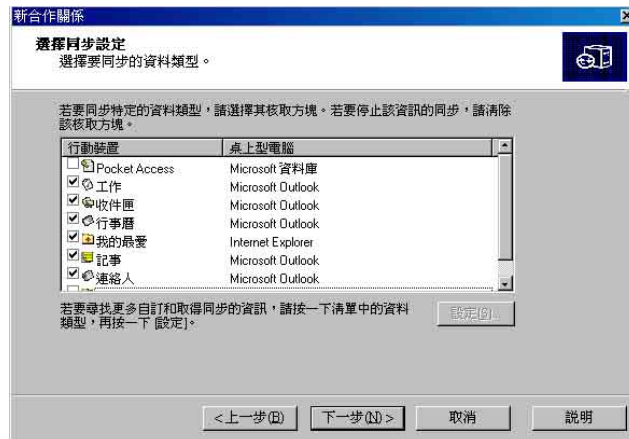 新合作關係
選擇同步設定
選擇要同步的資料類型。
若要同步特定的資料類型，請選擇其核取方塊。若要停止該資訊的同步，請清除
該核取方塊。
行動裝置 桌上型電腦
Pocket Access Microsoft 資料庫
工作 Microsoft Outlook
收件匣 Microsoft Outlook
行事曆 Microsoft Outlook
我的最愛 Internet Explorer
記事 Microsoft Outlook
連絡人 Microsoft Outlook
若要尋找更多自訂和取得同步的資訊，請按一下清單中的資料
類型，再按一下 [設定]。
設定(S)...
<上一步(B) 下一步(N)> 取消 說明